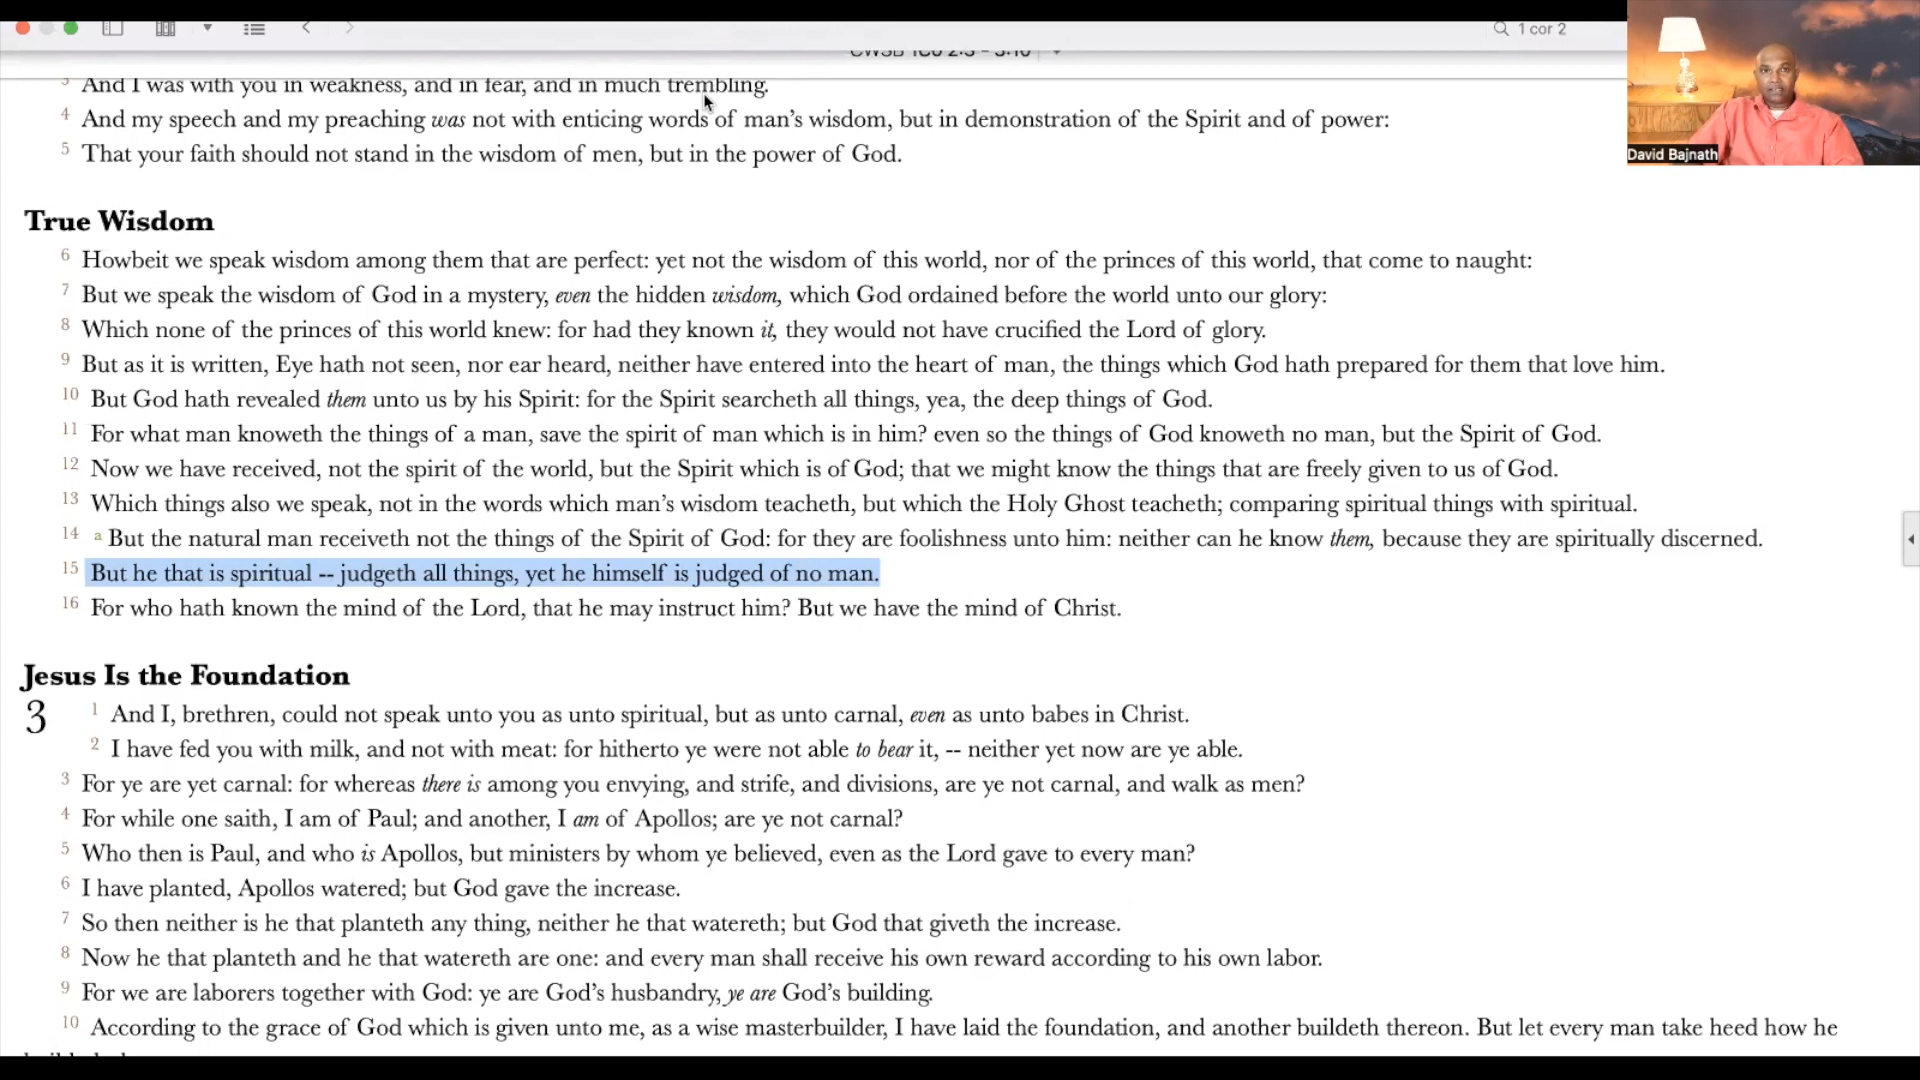 1 cor 2
CWSB 1Co 2:3 – 3:10
3 And I was with you in weakness, and in fear, and in much trembling.
David Bajnath
4 And my speech and my preaching was not with enticing words of man’s wisdom, but in demonstration of the Spirit and of power:
5 That your faith should not stand in the wisdom of men, but in the power of God.
True Wisdom
6 Howbeit we speak wisdom among them that are perfect: yet not the wisdom of this world, nor of the princes of this world, that come to naught:
7 But we speak the wisdom of God in a mystery, even the hidden wisdom, which God ordained before the world unto our glory:
8 Which none of the princes of this world knew: for had they known it, they would not have crucified the Lord of glory.
9 But as it is written, Eye hath not seen, nor ear heard, neither have entered into the heart of man, the things which God hath prepared for them that love him.
10 But God hath revealed them unto us by his Spirit: for the Spirit searcheth all things, yea, the deep things of God.
11 For what man knoweth the things of a man, save the spirit of man which is in him? even so the things of God knoweth no man, but the Spirit of God.
12 Now we have received, not the spirit of the world, but the Spirit which is of God; that we might know the things that are freely given to us of God.
13 Which things also we speak, not in the words which man’s wisdom teacheth, but which the Holy Ghost teacheth; comparing spiritual things with spiritual.
14 a But the natural man receiveth not the things of the Spirit of God: for they are foolishness unto him: neither can he know them, because they are spiritually discerned.
15 But he that is spiritual -- judgeth all things, yet he himself is judged of no man.
16 For who hath known the mind of the Lord, that he may instruct him? But we have the mind of Christ.
Jesus Is the Foundation
3 1 And I, brethren, could not speak unto you as unto spiritual, but as unto carnal, even as unto babes in Christ.
2 I have fed you with milk, and not with meat: for hitherto ye were not able to bear it, -- neither yet now are ye able.
3 For ye are yet carnal: for whereas there is among you envying, and strife, and divisions, are ye not carnal, and walk as men?
4 For while one saith, I am of Paul; and another, I am of Apollos; are ye not carnal?
5 Who then is Paul, and who is Apollos, but ministers by whom ye believed, even as the Lord gave to every man?
6 I have planted, Apollos watered; but God gave the increase.
7 So then neither is he that planteth any thing, neither he that watereth; but God that giveth the increase.
8 Now he that planteth and he that watereth are one: and every man shall receive his own reward according to his own labor.
9 For we are laborers together with God: ye are God’s husbandry, ye are God’s building.
10 According to the grace of God which is given unto me, as a wise masterbuilder, I have laid the foundation, and another buildeth thereon. But let every man take heed how he